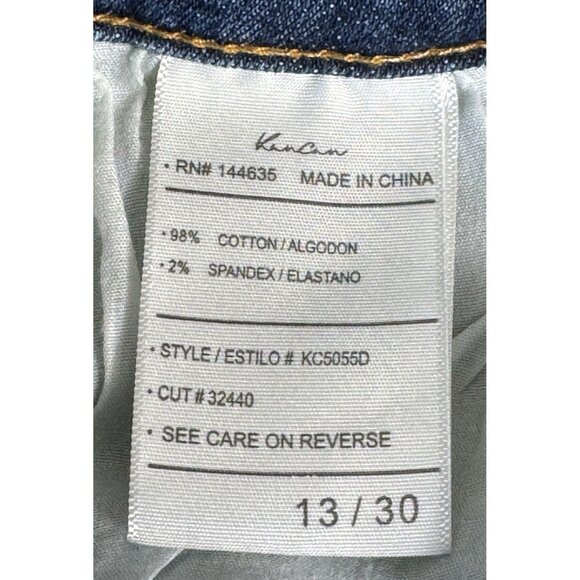 KanCan
• RN# 144635 MADE IN CHINA
• 98% COTTON / ALGODON
• 2% SPANDEX / ELASTANO
• STYLE / ESTILO # KC5055D
• CUT # 32440
• SEE CARE ON REVERSE
13 / 30